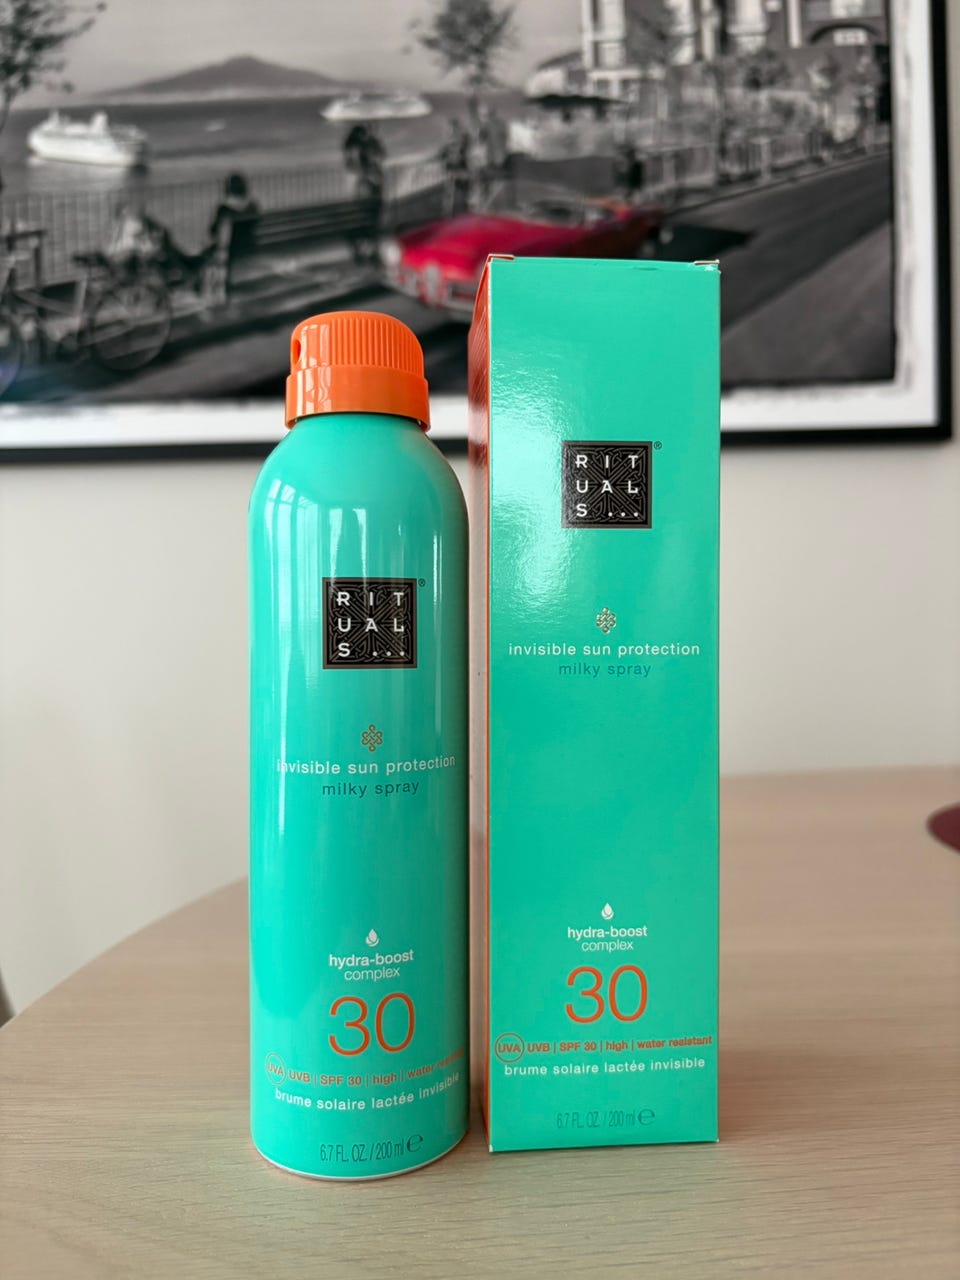 RIT
UAL
S...
®
invisible sun protection
milky spray
hydra-boost
complex
30
UVA UVB | SPF 30 | high | water resistant
brume solaire lactée invisible
6.7 FL. OZ. / 200 ml ℮
RIT
UAL
S...
®
invisible sun protection
milky spray
hydra-boost
complex
30
UVA UVB | SPF 30 | high | water resistant
brume solaire lactée invisible
6.7 FL. OZ. / 200 ml ℮